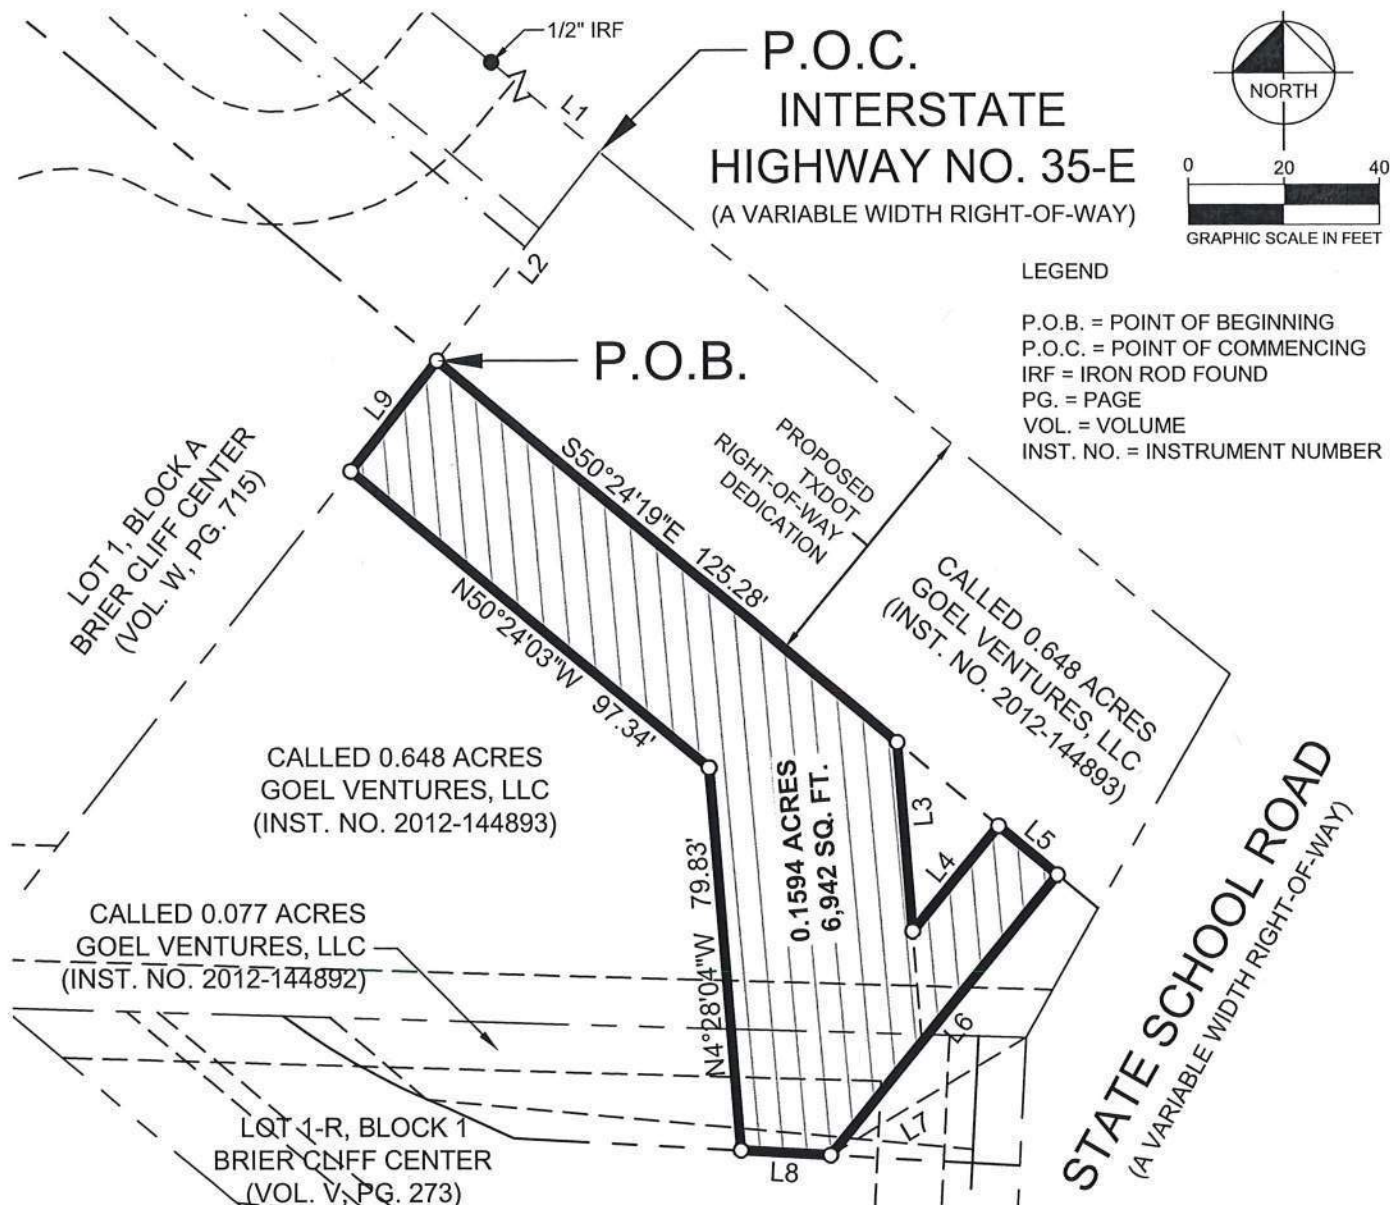 1/2" IRF
P.O.C.
INTERSTATE
HIGHWAY NO. 35-E
(A VARIABLE WIDTH RIGHT-OF-WAY)
NORTH
0 20 40
GRAPHIC SCALE IN FEET
LEGEND
P.O.B. = POINT OF BEGINNING
P.O.C. = POINT OF COMMENCING
IRF = IRON ROD FOUND
PG. = PAGE
VOL. = VOLUME
INST. NO. = INSTRUMENT NUMBER
L1
L2
P.O.B.
L9
LOT 1, BLOCK A
BRIER CLIFF CENTER
(VOL. W, PG. 715)
S50°24'19"E 125.28'
PROPOSED
TXDOT
RIGHT-OF-WAY
DEDICATION
N50°24'03"W 97.34'
CALLED 0.648 ACRES
GOEL VENTURES, LLC
(INST. NO. 2012-144893)
CALLED 0.648 ACRES
GOEL VENTURES, LLC
(INST. NO. 2012-144893)
0.1594 ACRES
6,942 SQ. FT.
L3
L4
L5
N4°28'04"W 79.83'
CALLED 0.077 ACRES
GOEL VENTURES, LLC
(INST. NO. 2012-144892)
L6
L7
L8
LOT 1-R, BLOCK 1
BRIER CLIFF CENTER
(VOL. V, PG. 273)
STATE SCHOOL ROAD
(A VARIABLE WIDTH RIGHT-OF-WAY)